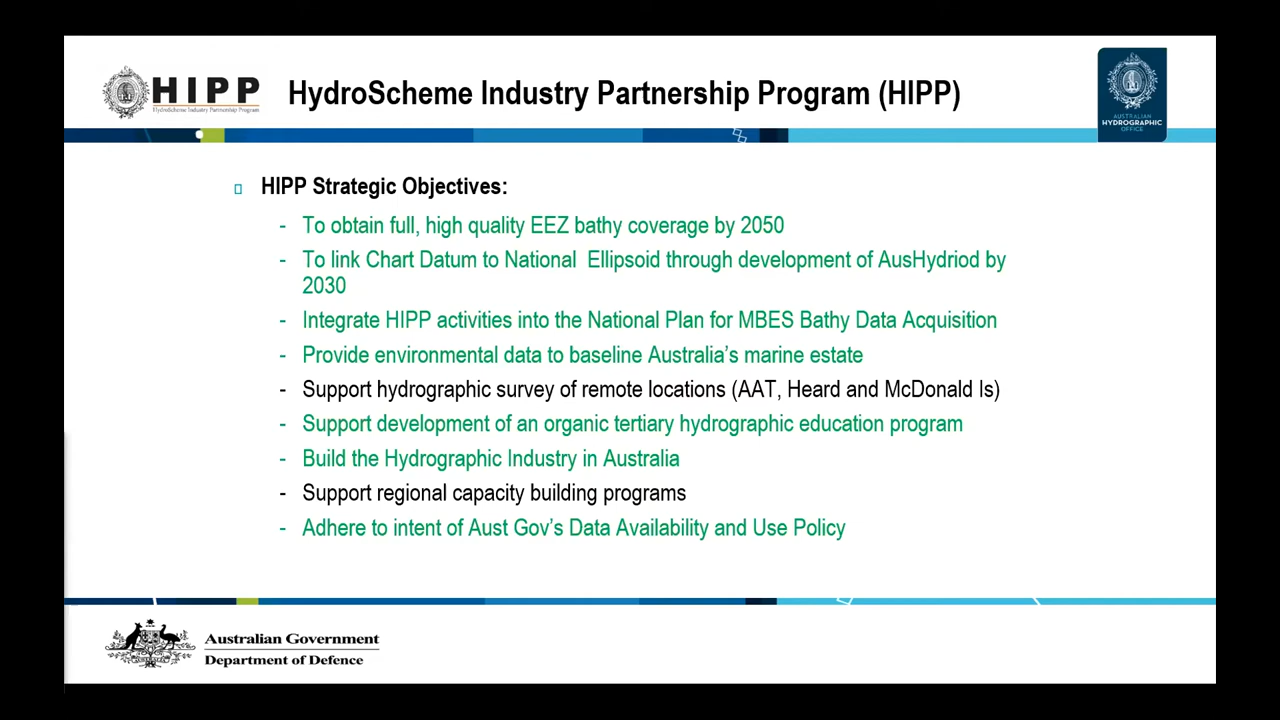 HIPP
HydroScheme Industry Partnership Program
HydroScheme Industry Partnership Program (HIPP)
AUSTRALIAN
HYDROGRAPHIC
OFFICE
HIPP Strategic Objectives:
- To obtain full, high quality EEZ bathy coverage by 2050
- To link Chart Datum to National Ellipsoid through development of AusHydriod by
2030
- Integrate HIPP activities into the National Plan for MBES Bathy Data Acquisition
- Provide environmental data to baseline Australia's marine estate
- Support hydrographic survey of remote locations (AAT, Heard and McDonald Is)
- Support development of an organic tertiary hydrographic education program
- Build the Hydrographic Industry in Australia
- Support regional capacity building programs
- Adhere to intent of Aust Gov's Data Availability and Use Policy
Australian Government
Department of Defence